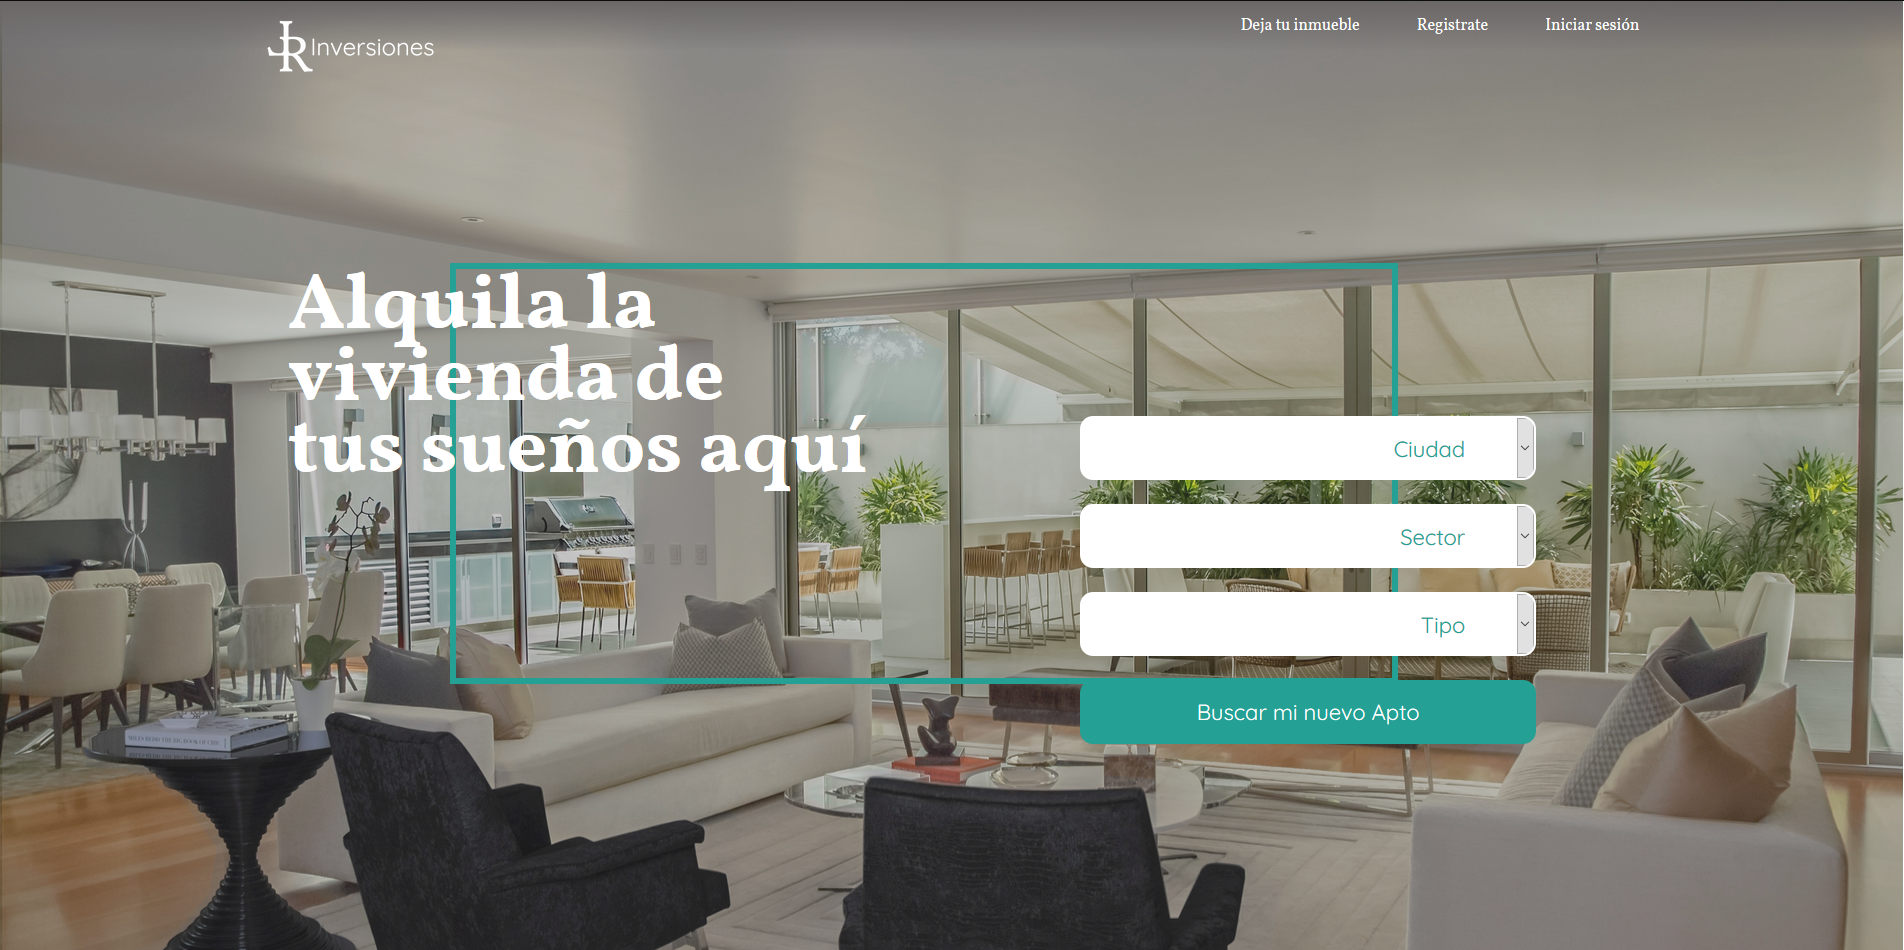 JR Inversiones
Deja tu inmueble
Registrate
Iniciar sesión
Alquila la
vivienda de
tus sueños aquí
Ciudad
Sector
Tipo
Buscar mi nuevo Apto